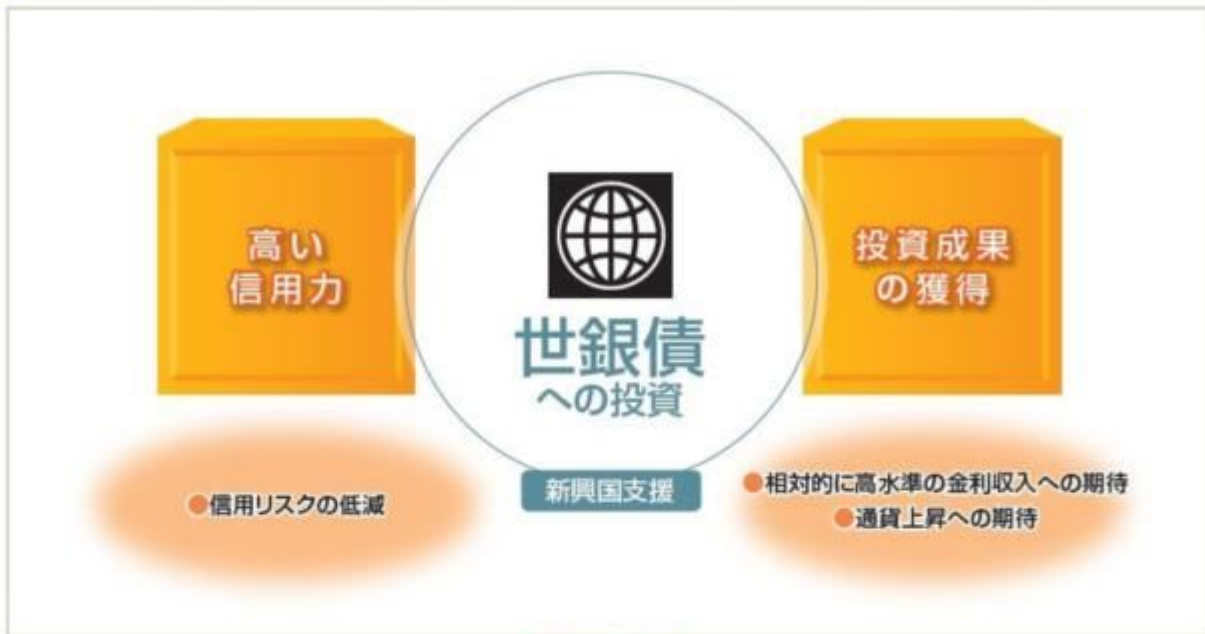 高い
信用力
世銀債
への投資
新興国支援
投資成果
の獲得
●信用リスクの低減
●相対的に高水準の金利収入への期待
●通貨上昇への期待